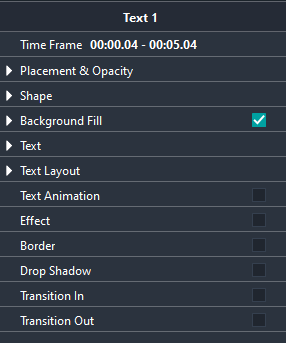 Text 1
Time Frame 00:00.04 - 00:05.04
Placement & Opacity
Shape
Background Fill
Text
Text Layout
Text Animation
Effect
Border
Drop Shadow
Transition In
Transition Out